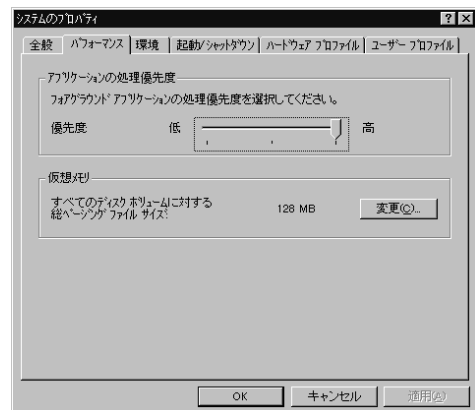 システムのプロパティ
全般 パフォーマンス 環境 起動/シャットダウン ハードウェア プロファイル ユーザー プロファイル
アプリケーションの処理優先度
フォアグラウンド アプリケーションの処理優先度を選択してください。
優先度: 低 高
仮想メモリ
すべてのディスク ボリュームに対する
総ページング ファイル サイズ: 128 MB 変更(C)...
OK キャンセル 適用(A)